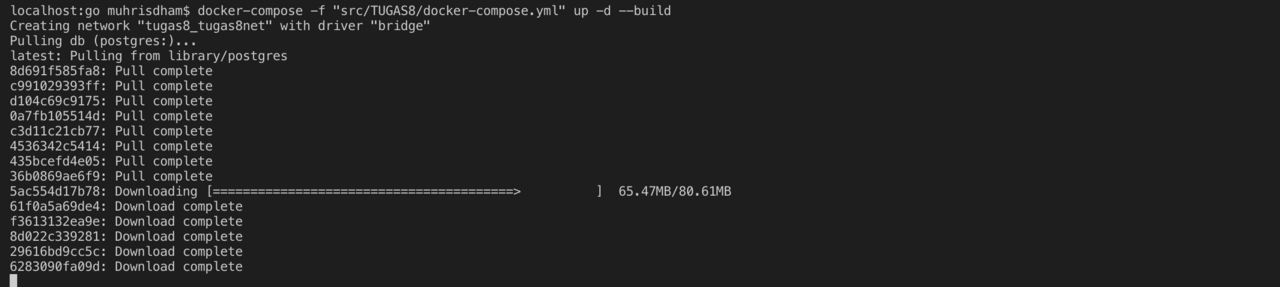 localhost:go muhrisdham$ docker-compose -f "src/TUGAS8/docker-compose.yml" up -d --build
Creating network "tugas8_tugas8net" with driver "bridge"
Pulling db (postgres:)...
latest: Pulling from library/postgres
8d691f585fa8: Pull complete
c991029393ff: Pull complete
d104c69c9175: Pull complete
0a7fb105514d: Pull complete
c3d11c21cb77: Pull complete
4536342c5414: Pull complete
435bcefd4e05: Pull complete
36b0869ae6f9: Pull complete
5ac554d17b78: Downloading [========================================>          ]  65.47MB/80.61MB
61f0a5a69de4: Download complete
f3613132ea9e: Download complete
8d022c339281: Download complete
29616bd9cc5c: Download complete
6283090fa09d: Download complete